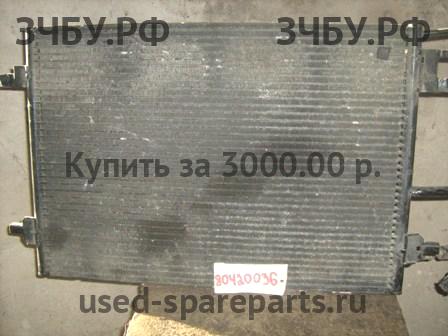 ЗЧБУ.РФ ЗЧБУ.РФ
Купить за 3000.00 р.
80420036-
used-spareparts.ru